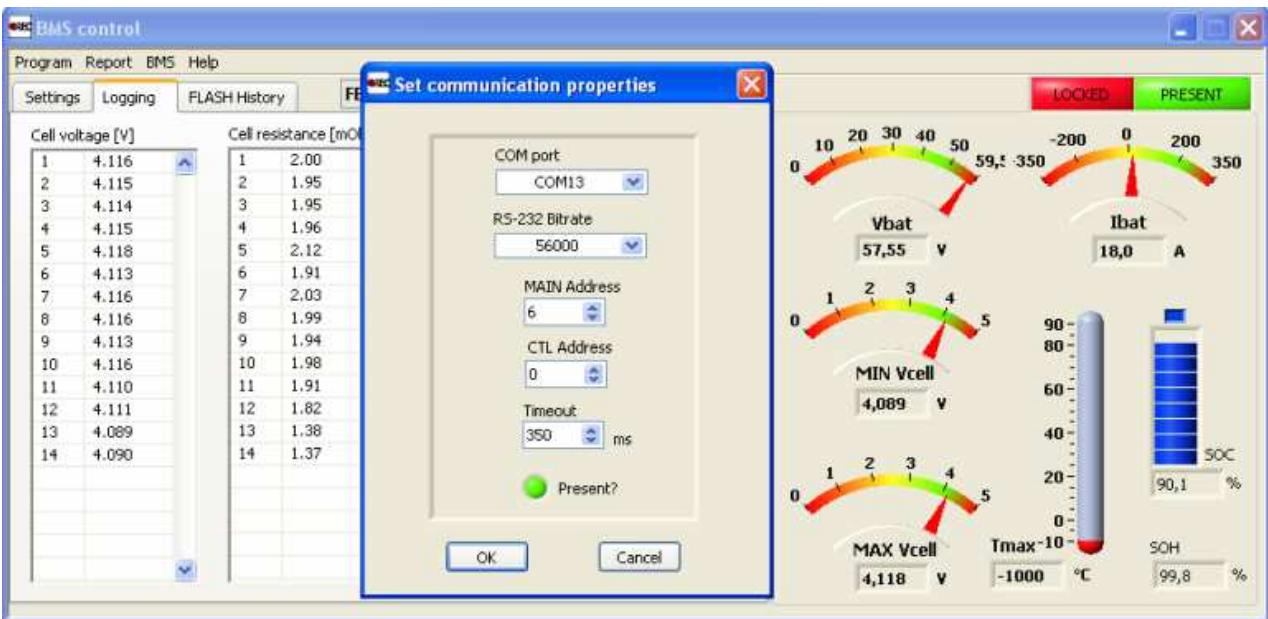 BMS control
Program Report BMS Help
Settings Logging FLASH History
LOCKED PRESENT
Cell voltage [V]
1 4.116
2 4.115
3 4.114
4 4.115
5 4.118
6 4.113
7 4.116
8 4.116
9 4.113
10 4.116
11 4.110
12 4.111
13 4.089
14 4.090
Cell resistance
1 2.00
2 1.95
3 1.95
4 1.96
5 2.12
6 1.91
7 2.03
8 1.99
9 1.94
10 1.98
11 1.91
12 1.82
13 1.38
14 1.37
Set communication properties
COM port
COM13
RS-232 Bitrate
56000
MAIN Address
6
CTL Address
0
Timeout
350 ms
Present?
OK Cancel
0 10 20 30 40 50 59,5
Vbat
57,55 V
-350 -200 0 200 350
Ibat
18,0 A
0 1 2 3 4 5
MIN Vcell
4,089 V
0 1 2 3 4 5
MAX Vcell
4,118 V
90
80
60
40
20
0
-10
Tmax
-1000 °C
SOC
90,1 %
SOH
99,8 %